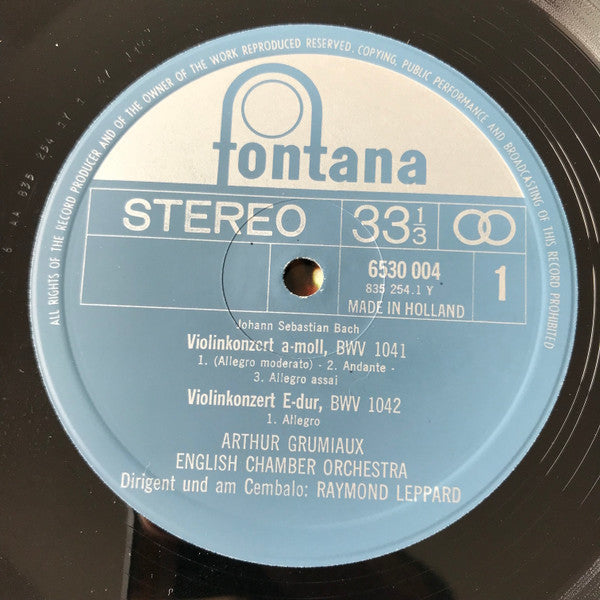 ALL RIGHTS OF THE RECORD PRODUCER AND OF THE OWNER OF THE WORK REPRODUCED RESERVED. COPYING, PUBLIC PERFORMANCE AND BROADCASTING OF THIS RECORD PROHIBITED
fontana
STEREO 33⅓
6530 004
835 254.1 Y
MADE IN HOLLAND
1
Johann Sebastian Bach
Violinkonzert a-moll, BWV 1041
1. (Allegro moderato) - 2. Andante -
3. Allegro assai
Violinkonzert E-dur, BWV 1042
1. Allegro
ARTHUR GRUMIAUX
ENGLISH CHAMBER ORCHESTRA
Dirigent und am Cembalo: RAYMOND LEPPARD